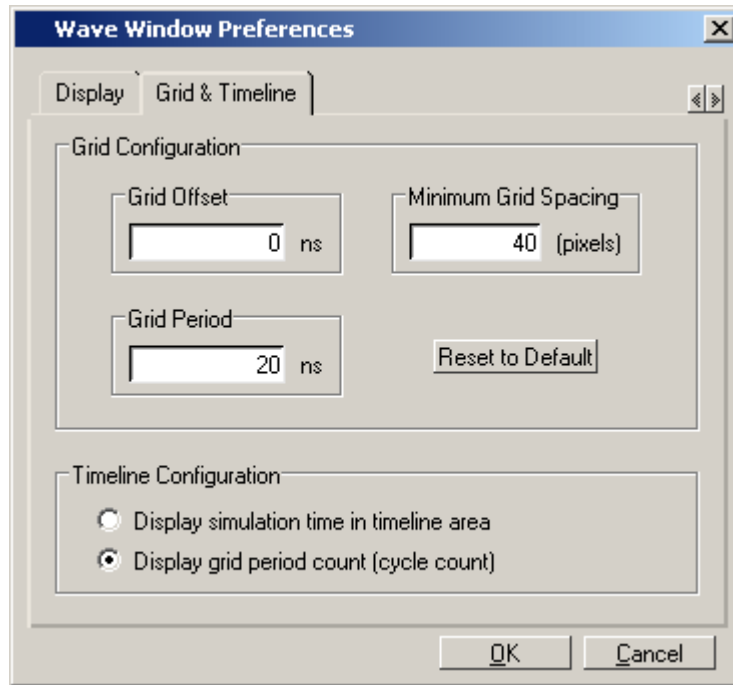 Wave Window Preferences
Display
Grid & Timeline
Grid Configuration
Grid Offset
0 ns
Minimum Grid Spacing
40 (pixels)
Grid Period
20 ns
Reset to Default
Timeline Configuration
Display simulation time in timeline area
Display grid period count (cycle count)
OK
Cancel